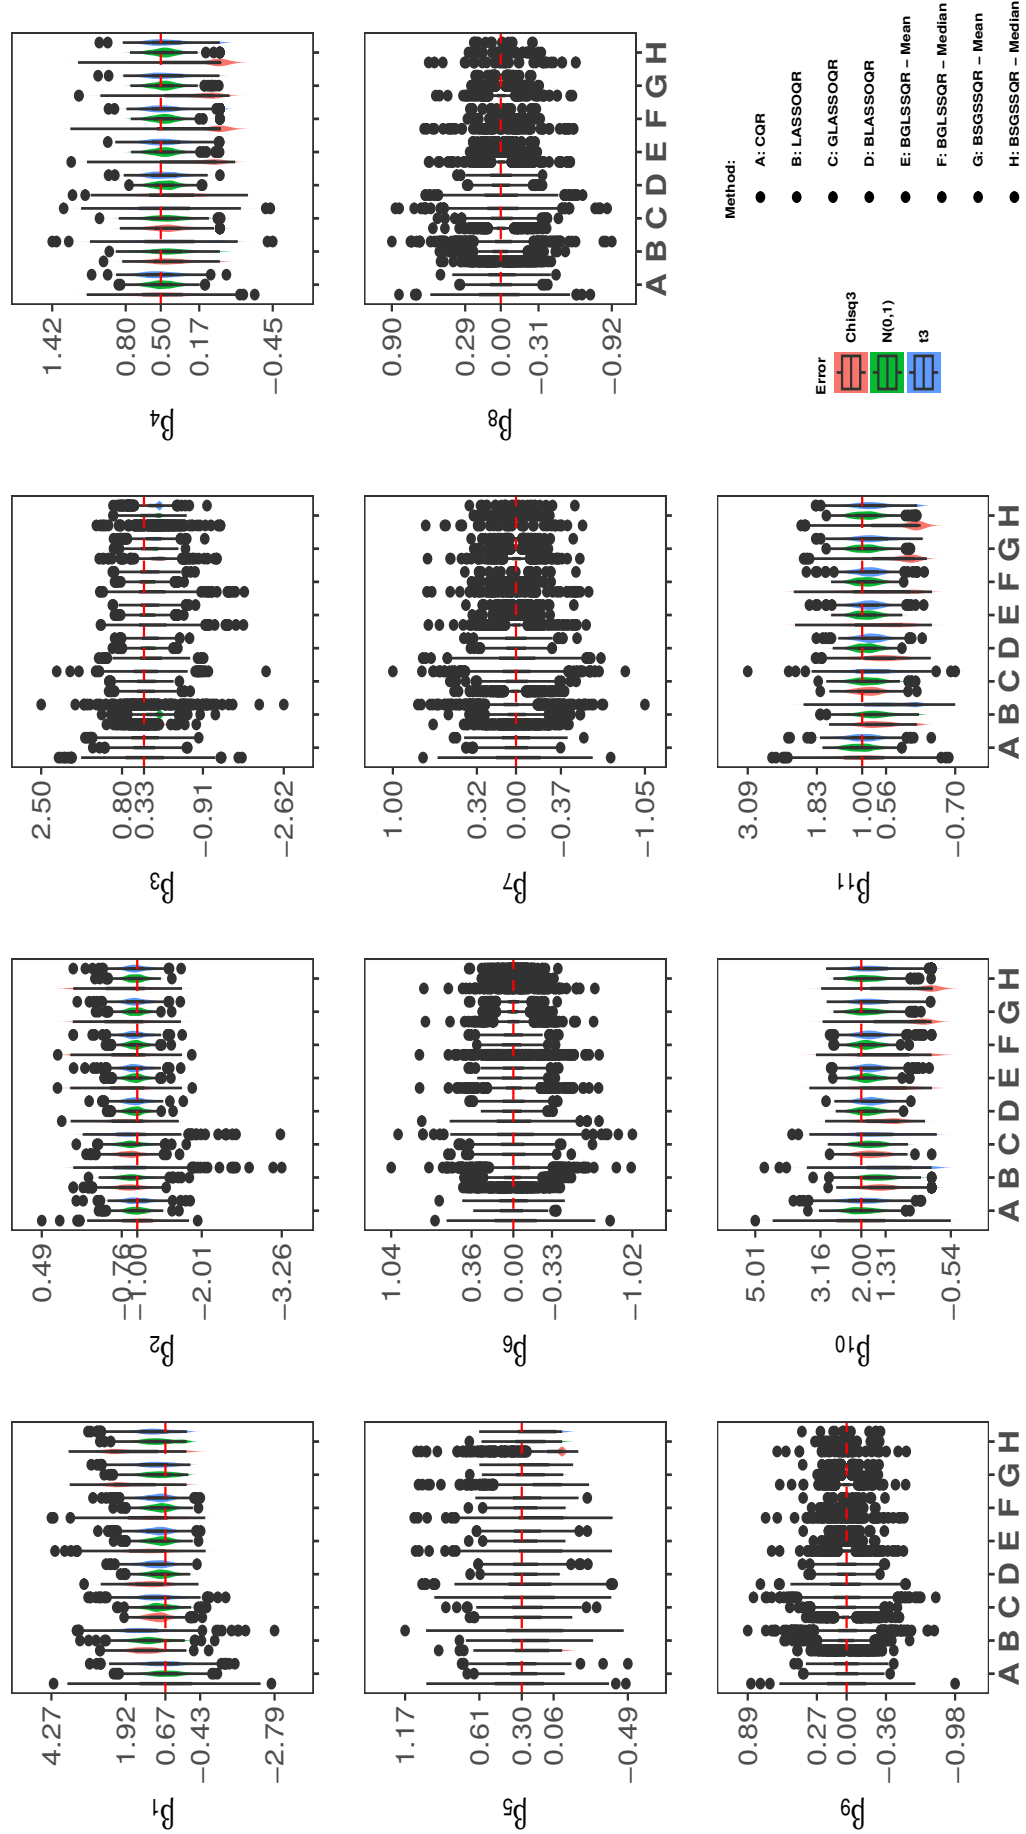 β1
4.27
1.92
0.67
−0.43
−2.79
β2
0.49
−0.76
−1.00
−2.01
−3.26
β3
2.50
0.80
0.33
−0.91
−2.62
β4
1.42
0.80
0.50
0.17
−0.45
β5
1.17
0.61
0.30
0.06
−0.49
β6
1.04
0.36
0.00
−0.33
−1.02
β7
1.00
0.32
0.00
−0.37
−1.05
β8
0.90
0.29
0.00
−0.31
−0.92
A B C D E F G H
β9
0.89
0.27
0.00
−0.36
−0.98
A B C D E F G H
β10
5.01
3.16
2.00
1.31
−0.54
A B C D E F G H
β11
3.09
1.83
1.00
0.56
−0.70
A B C D E F G H
Error
Chisq3
N(0,1)
t3
Method:
A: CQR
B: LASSOQR
C: GLASSOQR
D: BLASSOQR
E: BGLSSQR − Mean
F: BGLSSQR − Median
G: BSGSSQR − Mean
H: BSGSSQR − Median